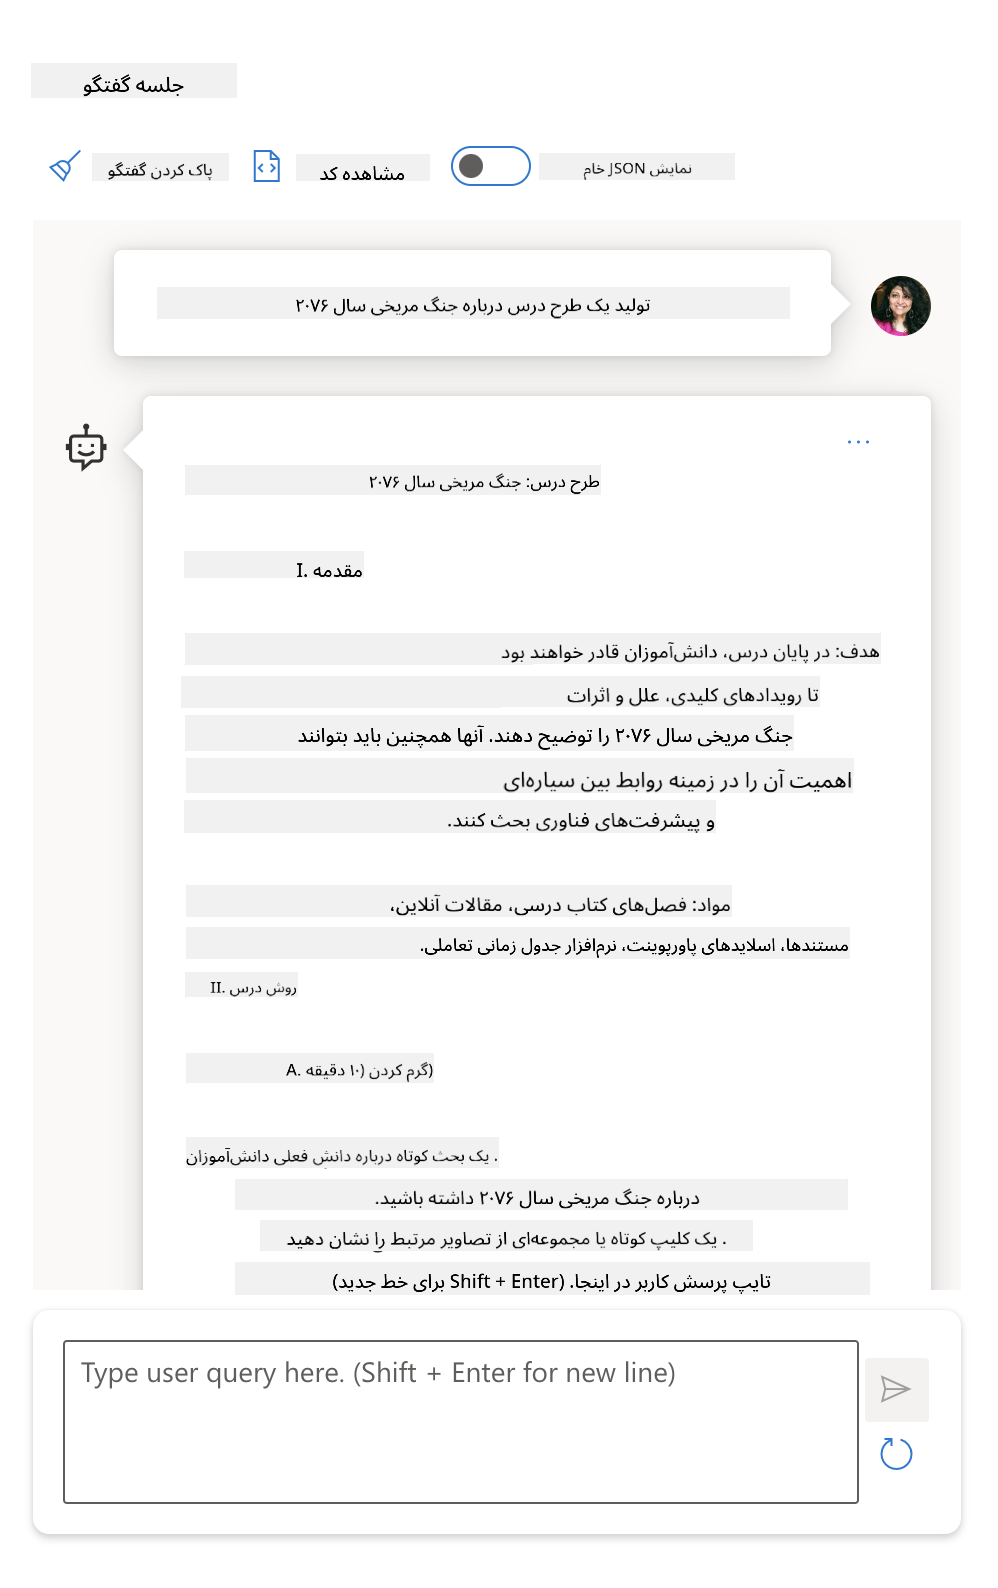 جلسه گفتگو
پاک کردن گفتگو
مشاهده کد
نمایش JSON خام
تولید یک طرح درس درباره جنگ مریخی سال ۲۰۷۶
طرح درس: جنگ مریخی سال ۲۰۷۶
I. مقدمه
هدف: در پایان درس، دانش‌آموزان قادر خواهند بود
تا رویدادهای کلیدی، علل و اثرات
جنگ مریخی سال ۲۰۷۶ را توضیح دهند. آنها همچنین باید بتوانند
اهمیت آن را در زمینه روابط بین سیاره‌ای
و پیشرفت‌های فناوری بحث کنند.
مواد: فصل‌های کتاب درسی، مقالات آنلاین،
مستندها، اسلایدهای پاورپوینت، نرم‌افزار جدول زمانی تعاملی.
II. روش درس
A. گرم کردن (۱۰ دقیقه)
. یک بحث کوتاه درباره دانش فعلی دانش‌آموزان
درباره جنگ مریخی سال ۲۰۷۶ داشته باشید.
. یک کلیپ کوتاه یا مجموعه‌ای از تصاویر مرتبط را نشان دهید
تایپ پرسش کاربر در اینجا. (Shift + Enter برای خط جدید)
Type user query here. (Shift + Enter for new line)